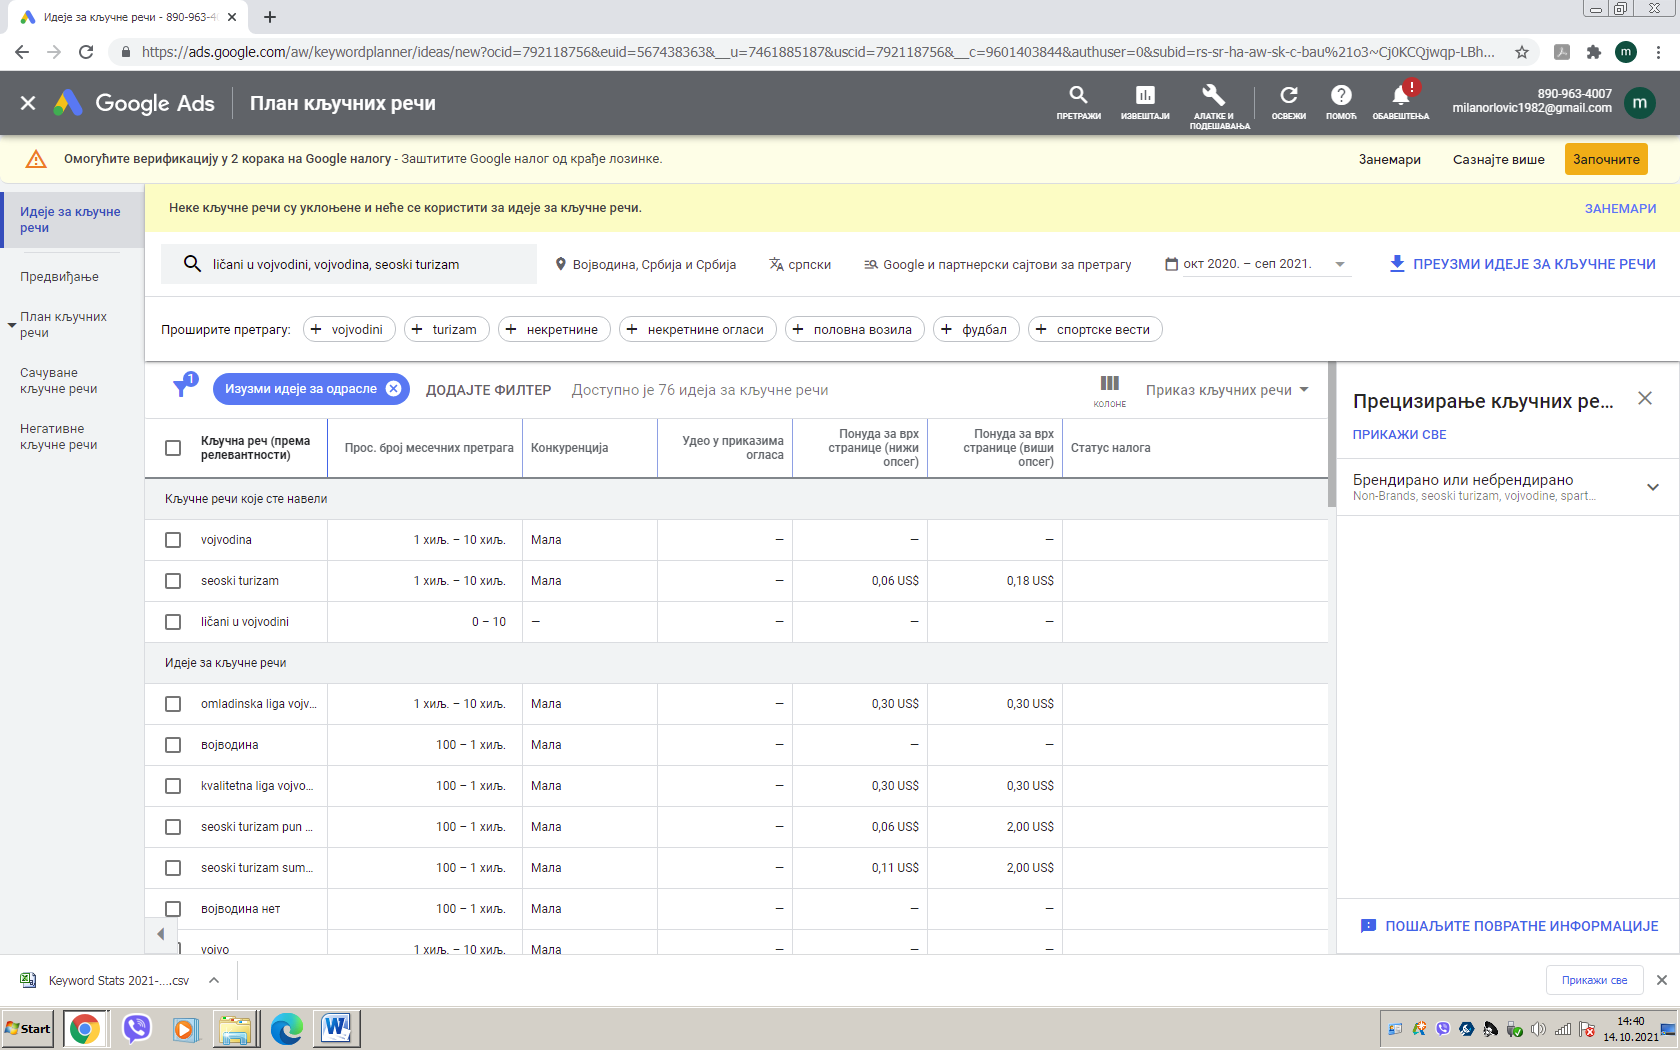 Идеје за кључне речи - 890-963-4
https://ads.google.com/aw/keywordplanner/ideas/new?ocid=792118756&euid=567438363&__u=7461885187&uscid=792118756&__c=9601403844&authuser=0&subid=rs-sr-ha-aw-sk-c-bau%21o3~Cj0KCQjwqp-LBh...
m
Google Ads
План кључних речи
ПРЕТРАЖИ
ИЗВЕШТАЈИ
АЛАТКЕ И ПОДЕШАВАЊА
ОСВЕЖИ
ПОМОЋ
!
ОБАВЕШТЕЊА
890-963-4007
milanorlovic1982@gmail.com
m
Омогућите верификацију у 2 корака на Google налогу - Заштитите Google налог од крађе лозинке.
Занемари
Сазнајте више
Започните
Идеје за кључне речи
Предвиђање
План кључних речи
Сачуване кључне речи
Негативне кључне речи
Неке кључне речи су уклоњене и неће се користити за идеје за кључне речи.
ЗАНЕМАРИ
ličani u vojvodini, vojvodina, seoski turizam
Војводина, Србија и Србија
српски
Google и партнерски сајтови за претрагу
окт 2020. – сеп 2021.
ПРЕУЗМИ ИДЕЈЕ ЗА КЉУЧНЕ РЕЧИ
Проширите претрагу:
+ vojvodini
+ turizam
+ некретнине
+ некретнине огласи
+ половна возила
+ фудбал
+ спортске вести
1
Изузми идеје за одрасле
ДОДАЈТЕ ФИЛТЕР
Доступно је 76 идеја за кључне речи
КОЛОНЕ
Приказ кључних речи
Кључна реч (према релевантности)
Прос. број месечних претрага
Конкуренција
Удео у приказима огласа
Понуда за врх странице (нижи опсег)
Понуда за врх странице (виши опсег)
Статус налога
Кључне речи које сте навели
vojvodina 1 хиљ. – 10 хиљ. Мала – – –
seoski turizam 1 хиљ. – 10 хиљ. Мала – 0,06 US$ 0,18 US$
ličani u vojvodini 0 – 10 – – – –
Идеје за кључне речи
omladinska liga vojv... 1 хиљ. – 10 хиљ. Мала – 0,30 US$ 0,30 US$
војводина 100 – 1 хиљ. Мала – – –
kvalitetna liga vojvo... 100 – 1 хиљ. Мала – 0,30 US$ 0,30 US$
seoski turizam pun ... 100 – 1 хиљ. Мала – 0,06 US$ 2,00 US$
seoski turizam sum... 100 – 1 хиљ. Мала – 0,11 US$ 2,00 US$
војводина нет 100 – 1 хиљ. Мала – – –
voivo 1 хиљ. – 10 хиљ. Мала – – –
Прецизирање кључних ре...
ПРИКАЖИ СВЕ
Брендирано или небрендирано
Non-Brands, seoski turizam, vojvodine, spart...
ПОШАЉИТЕ ПОВРАТНЕ ИНФОРМАЦИЈЕ
Keyword Stats 2021-....csv
Прикажи све
Start
14:40
14.10.2021